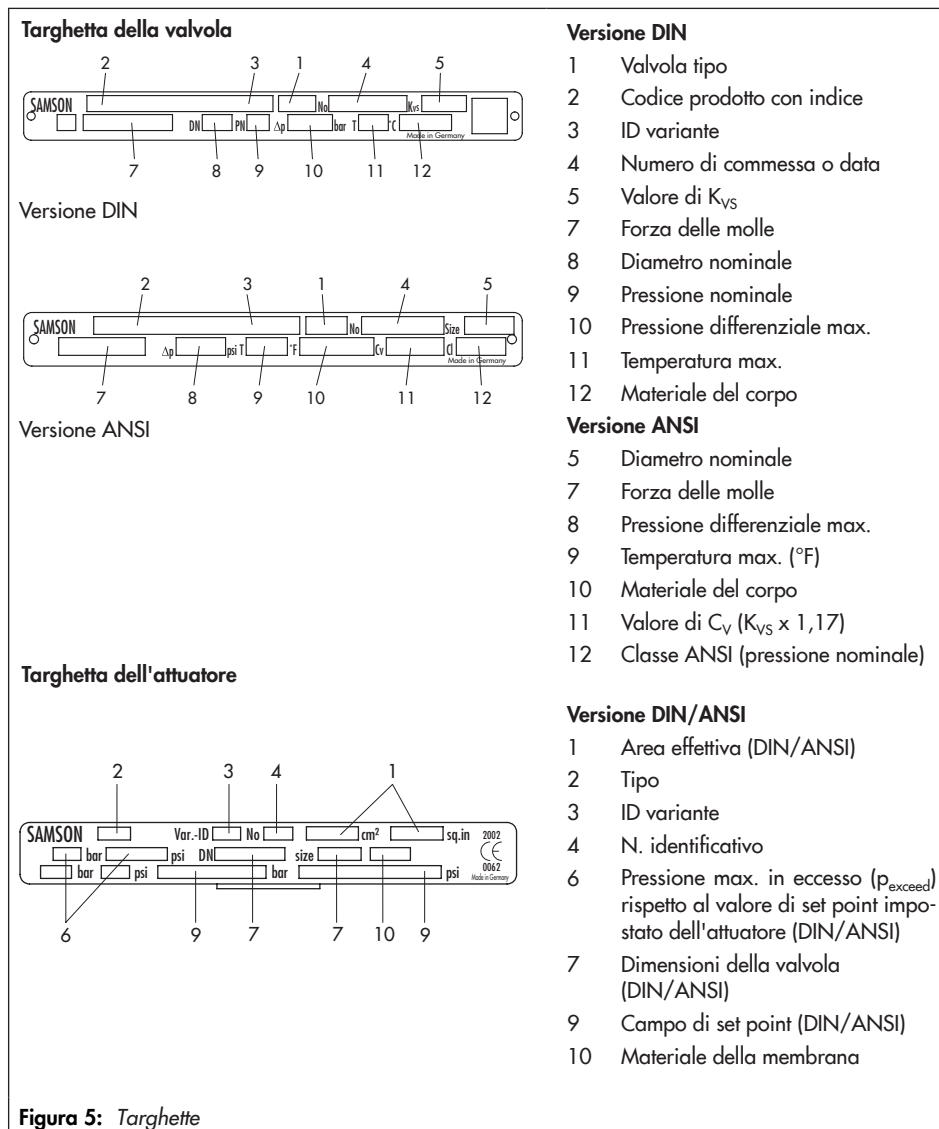 Targhetta della valvola
2 3 1 4 5
SAMSON No Kvs
DN PN Δp bar T °C
Made in Germany
7 8 9 10 11 12
Versione DIN
2 3 1 4 5
SAMSON No Size
Δp psi T °F Cv Cl
Made in Germany
7 8 9 10 11 12
Versione ANSI
Targhetta dell'attuatore
2 3 4 1
SAMSON Var.-ID No cm² sq.in 2002
bar psi DN size CE
bar psi bar psi 0062
Made in Germany
6 9 7 7 10 9
Versione DIN
1 Valvola tipo
2 Codice prodotto con indice
3 ID variante
4 Numero di commessa o data
5 Valore di KVS
7 Forza delle molle
8 Diametro nominale
9 Pressione nominale
10 Pressione differenziale max.
11 Temperatura max.
12 Materiale del corpo
Versione ANSI
5 Diametro nominale
7 Forza delle molle
8 Pressione differenziale max.
9 Temperatura max. (°F)
10 Materiale del corpo
11 Valore di CV (KVS x 1,17)
12 Classe ANSI (pressione nominale)
Versione DIN/ANSI
1 Area effettiva (DIN/ANSI)
2 Tipo
3 ID variante
4 N. identificativo
6 Pressione max. in eccesso (pexceed)
rispetto al valore di set point impo-
stato dell'attuatore (DIN/ANSI)
7 Dimensioni della valvola
(DIN/ANSI)
9 Campo di set point (DIN/ANSI)
10 Materiale della membrana
Figura 5: Targhette